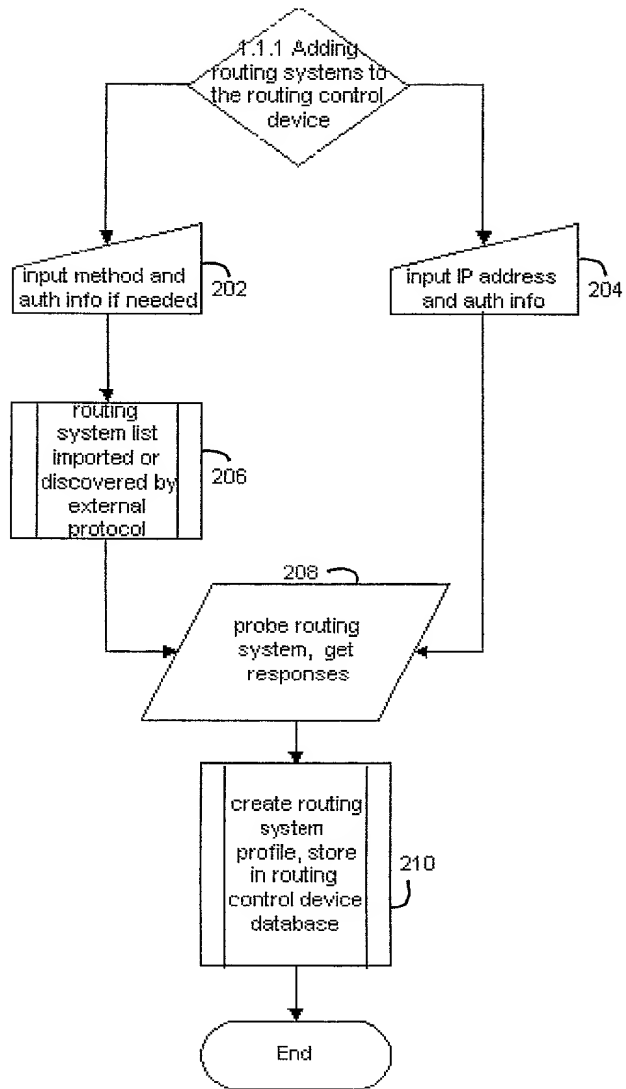 1.1.1 Adding
routing systems to
the routing control
device
input method and
auth info if needed
202
input IP address
and auth info
204
routing
system list
imported or
discovered by
external
protocol
206
208
probe routing
system, get
responses
create routing
system
profile, store
in routing
control device
database
210
End